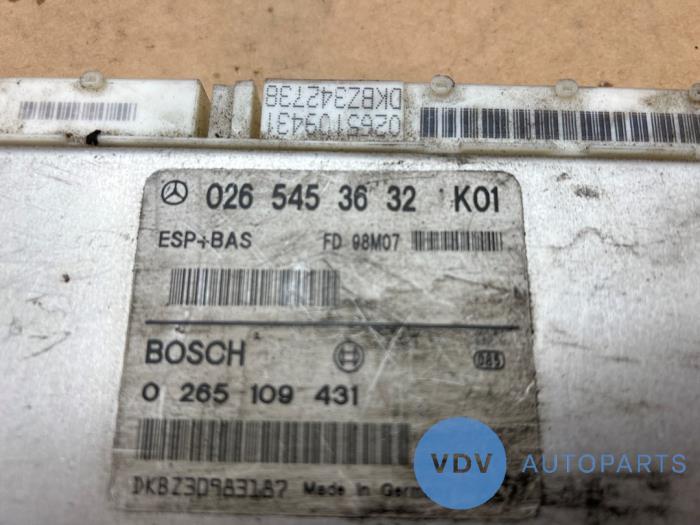 DKBZ342738
0265109431
026 545 36 32 K01
ESP+BAS FD 98M07
BOSCH
0 265 109 431
DKBZ30983187 Made in Germ
VDV AUTOPARTS